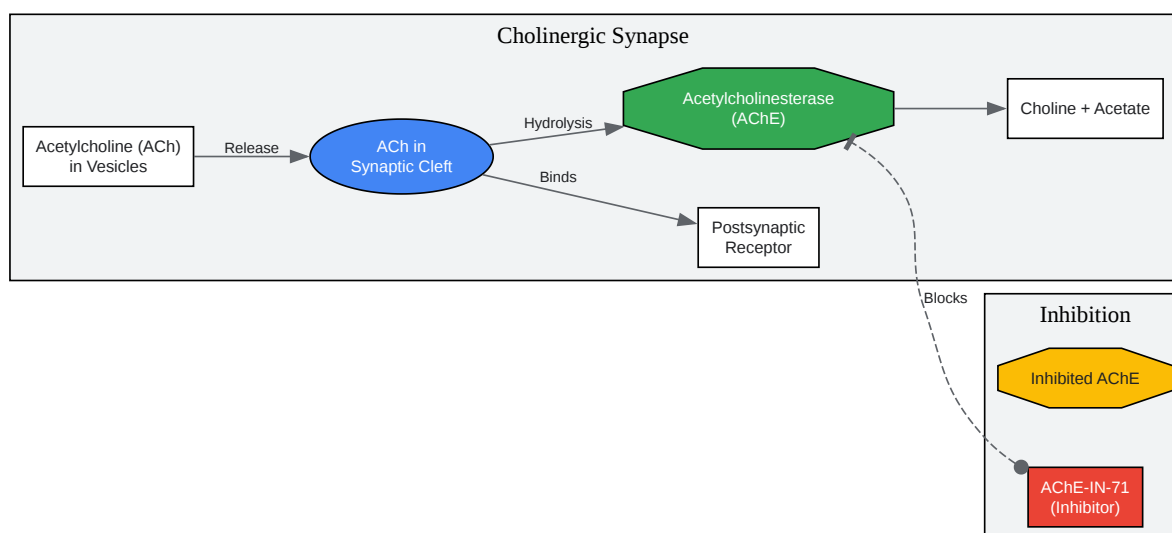 Cholinergic Synapse
Acetylcholine (ACh)
in Vesicles
Release
ACh in
Synaptic Cleft
Hydrolysis
Binds
Acetylcholinesterase
(AChE)
Choline + Acetate
Postsynaptic
Receptor
Blocks
Inhibition
Inhibited AChE
AChE-IN-71
(Inhibitor)